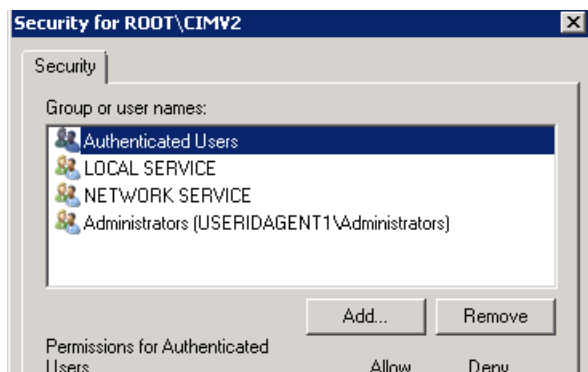 Security for ROOT\CIMV2
Security
Group or user names:
Authenticated Users
LOCAL SERVICE
NETWORK SERVICE
Administrators (USERIDAGENT1\Administrators)
Add... Remove
Permissions for Authenticated
Users Allow Deny